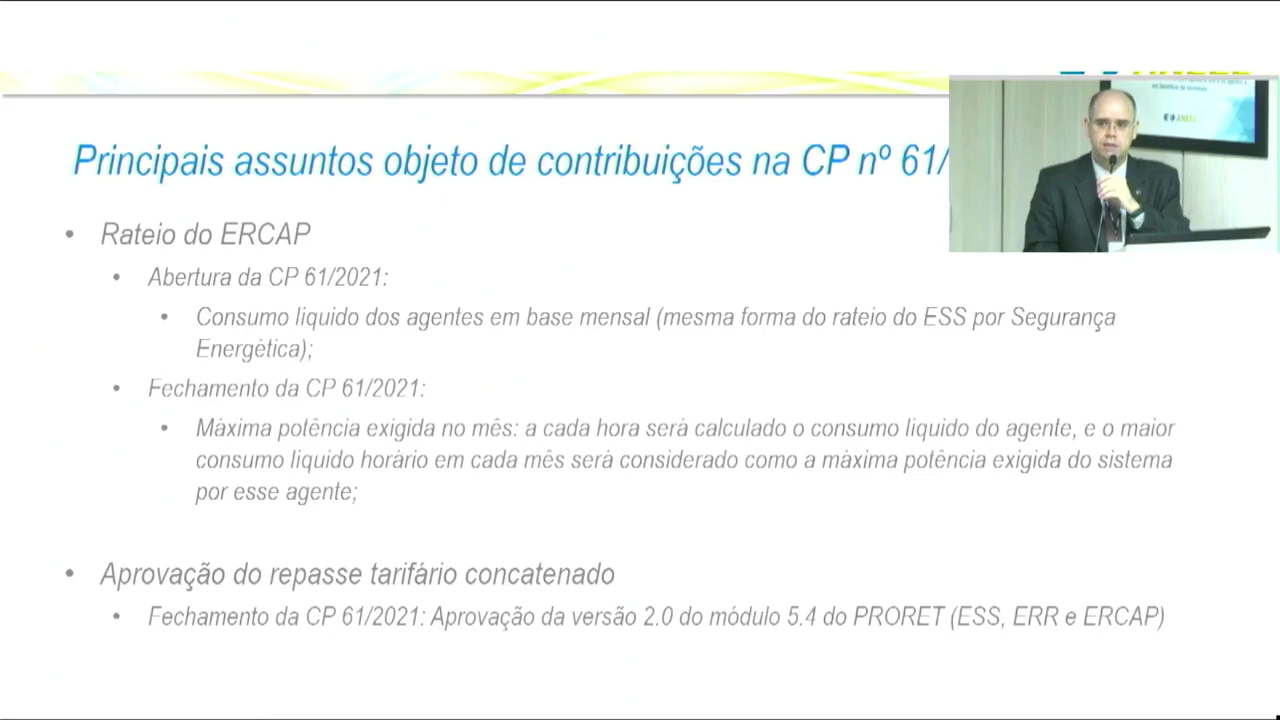 Principais assuntos objeto de contribuições na CP nº 61/
• Rateio do ERCAP
• Abertura da CP 61/2021:
• Consumo líquido dos agentes em base mensal (mesma forma do rateio do ESS por Segurança
Energética);
• Fechamento da CP 61/2021:
• Máxima potência exigida no mês: a cada hora será calculado o consumo líquido do agente, e o maior
consumo líquido horário em cada mês será considerado como a máxima potência exigida do sistema
por esse agente;
• Aprovação do repasse tarifário concatenado
• Fechamento da CP 61/2021: Aprovação da versão 2.0 do módulo 5.4 do PRORET (ESS, ERR e ERCAP)